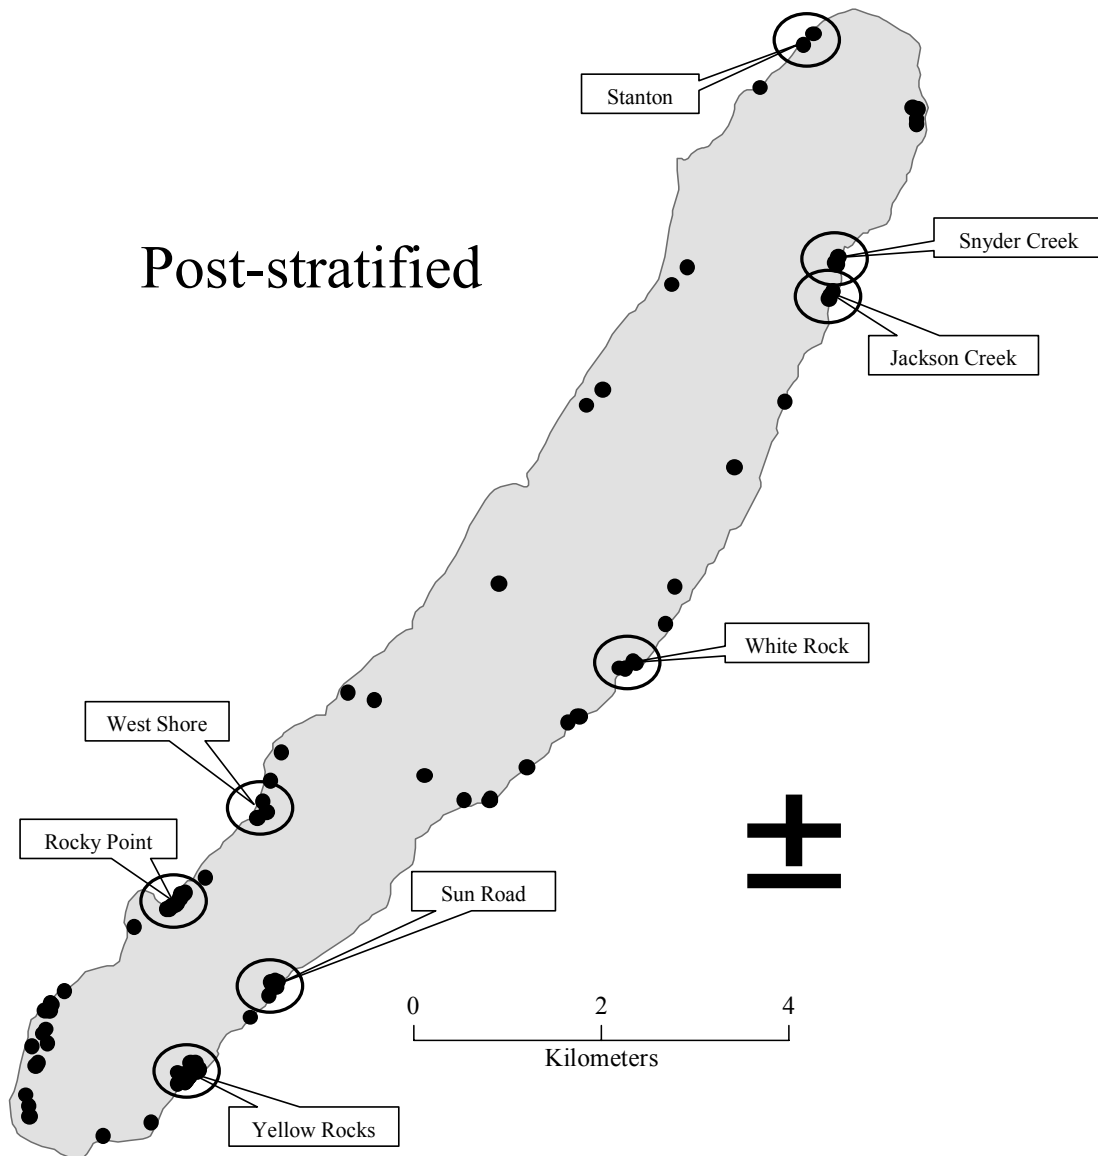 Stanton
Snyder Creek
Post-stratified
Jackson Creek
White Rock
West Shore
Rocky Point
Sun Road
0 2 4
Kilometers
Yellow Rocks
±